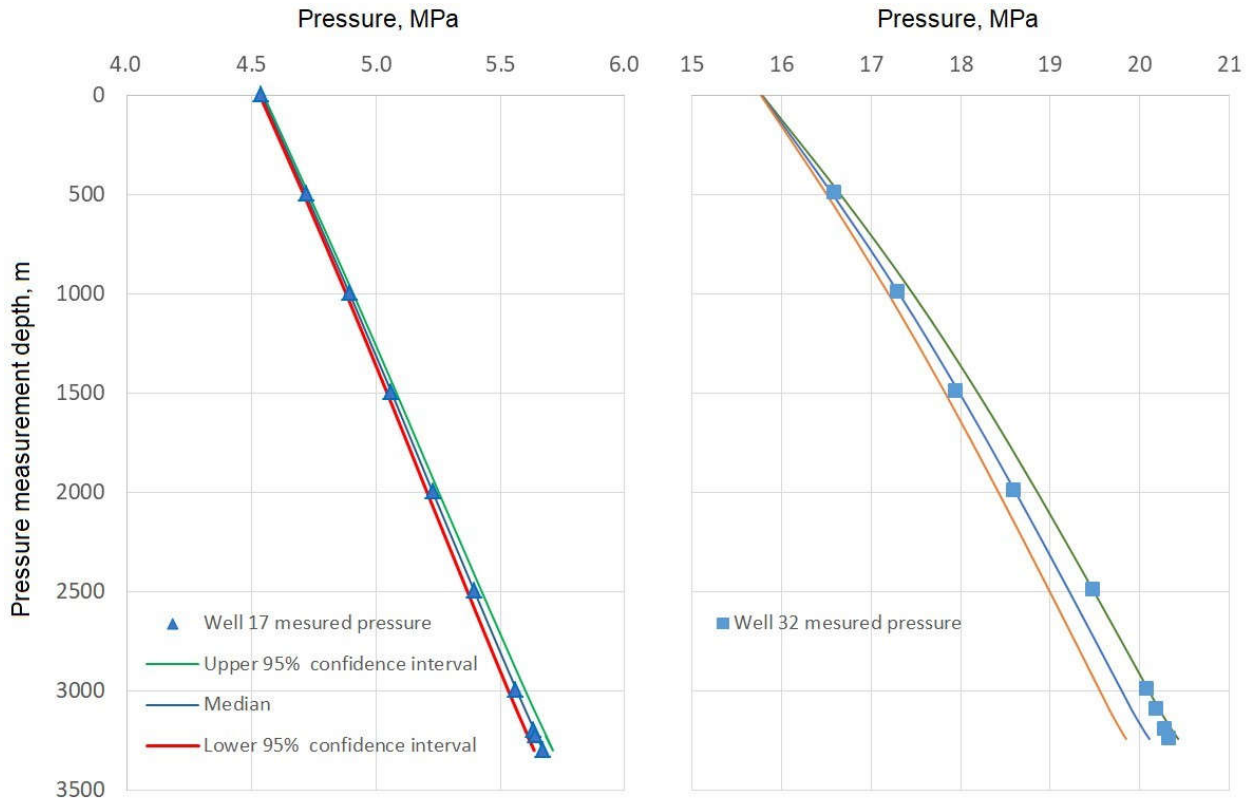 Pressure, MPa
4.0 4.5 5.0 5.5 6.0
0
500
1000
1500
2000
2500
3000
3500
Pressure measurement depth, m
Well 17 mesured pressure
Upper 95% confidence interval
Median
Lower 95% confidence interval
Pressure, MPa
15 16 17 18 19 20 21
Well 32 mesured pressure